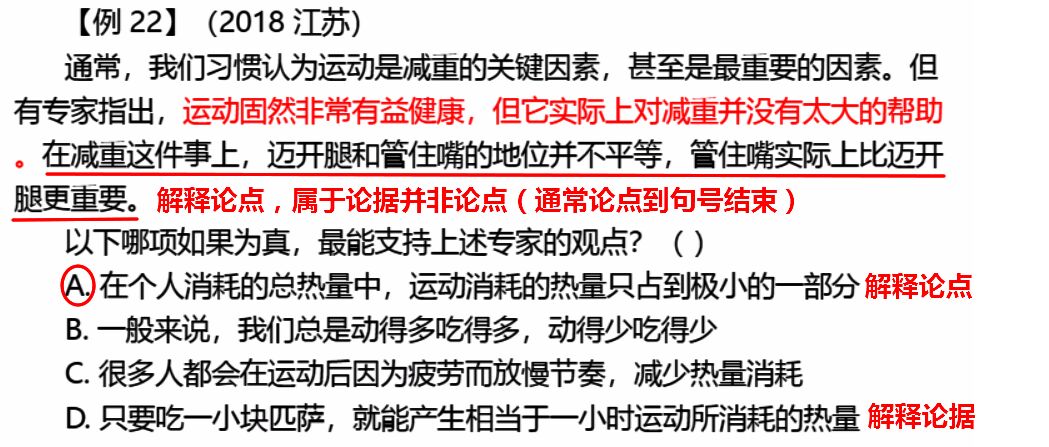 【例 22】（2018 江苏）
通常，我们习惯认为运动是减重的关键因素，甚至是最重要的因素。但
有专家指出，运动固然非常有益健康，但它实际上对减重并没有太大的帮助
。在减重这件事上，迈开腿和管住嘴的地位并不平等，管住嘴实际上比迈开
腿更重要。解释论点，属于论据并非论点（通常论点到句号结束）
以下哪项如果为真，最能支持上述专家的观点？（ ）
A. 在个人消耗的总热量中，运动消耗的热量只占到极小的一部分 解释论点
B. 一般来说，我们总是动得多吃得多，动得少吃得少
C. 很多人都会在运动后因为疲劳而放慢节奏，减少热量消耗
D. 只要吃一小块匹萨，就能产生相当于一小时运动所消耗的热量 解释论据